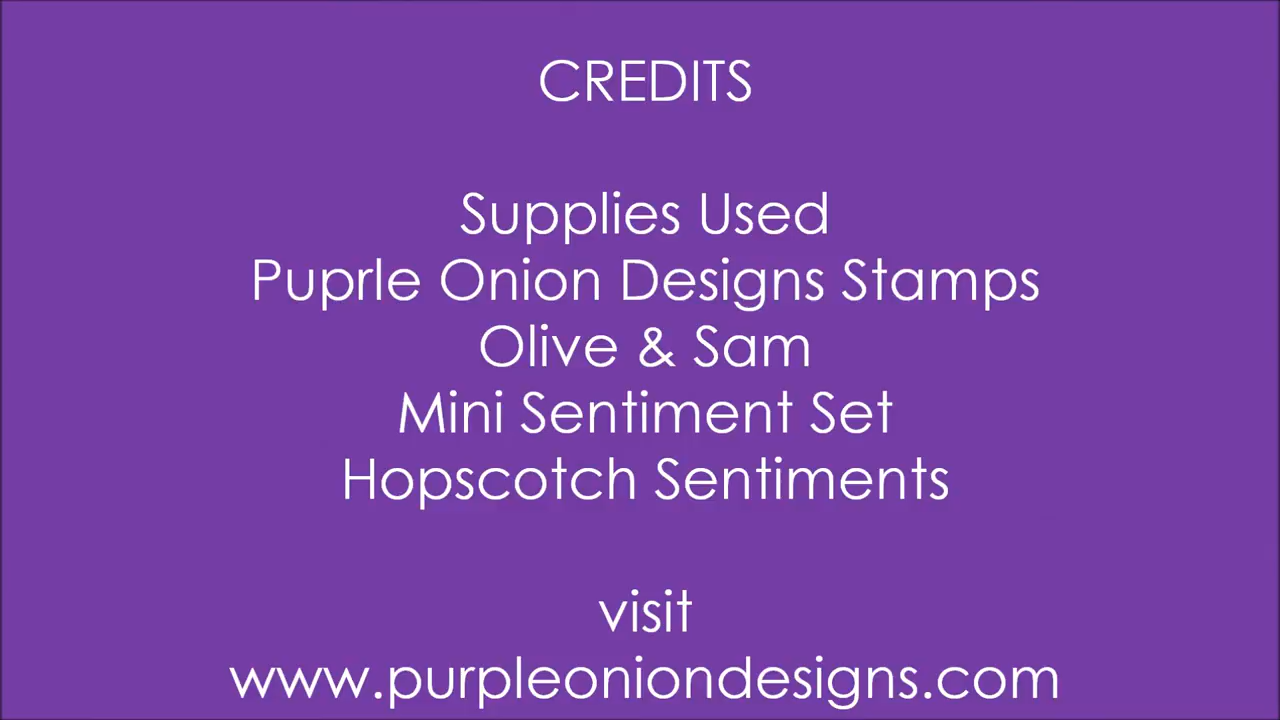 CREDITS
Supplies Used
Puprle Onion Designs Stamps
Olive & Sam
Mini Sentiment Set
Hopscotch Sentiments
visit
www.purpleoniondesigns.com